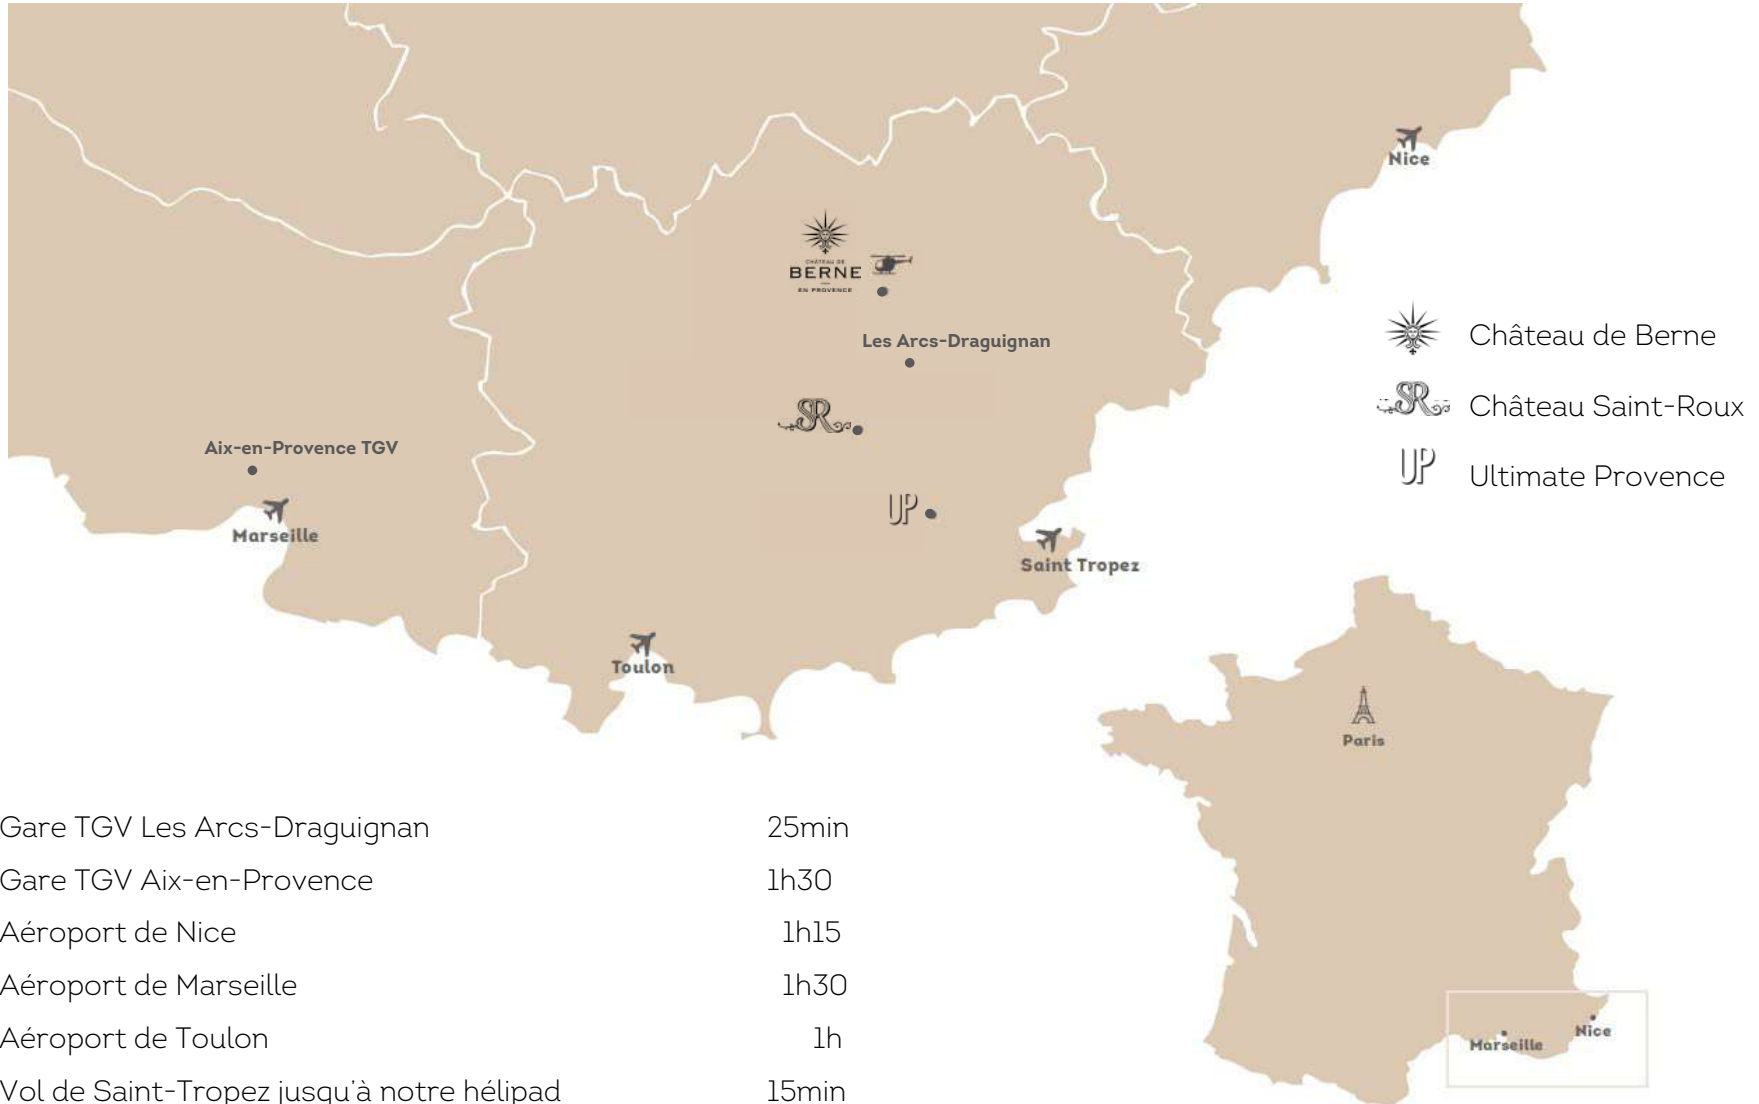 Nice
CHÂTEAU DE
BERNE
EN PROVENCE
Les Arcs-Draguignan
Château de Berne
SR
SR Château Saint-Roux
Aix-en-Provence TGV
UP Ultimate Provence
UP
Marseille
Saint Tropez
Toulon
Paris
Gare TGV Les Arcs-Draguignan 25min
Gare TGV Aix-en-Provence 1h30
Aéroport de Nice 1h15
Aéroport de Marseille 1h30
Aéroport de Toulon 1h
Vol de Saint-Tropez jusqu'à notre hélipad 15min
Nice
Marseille